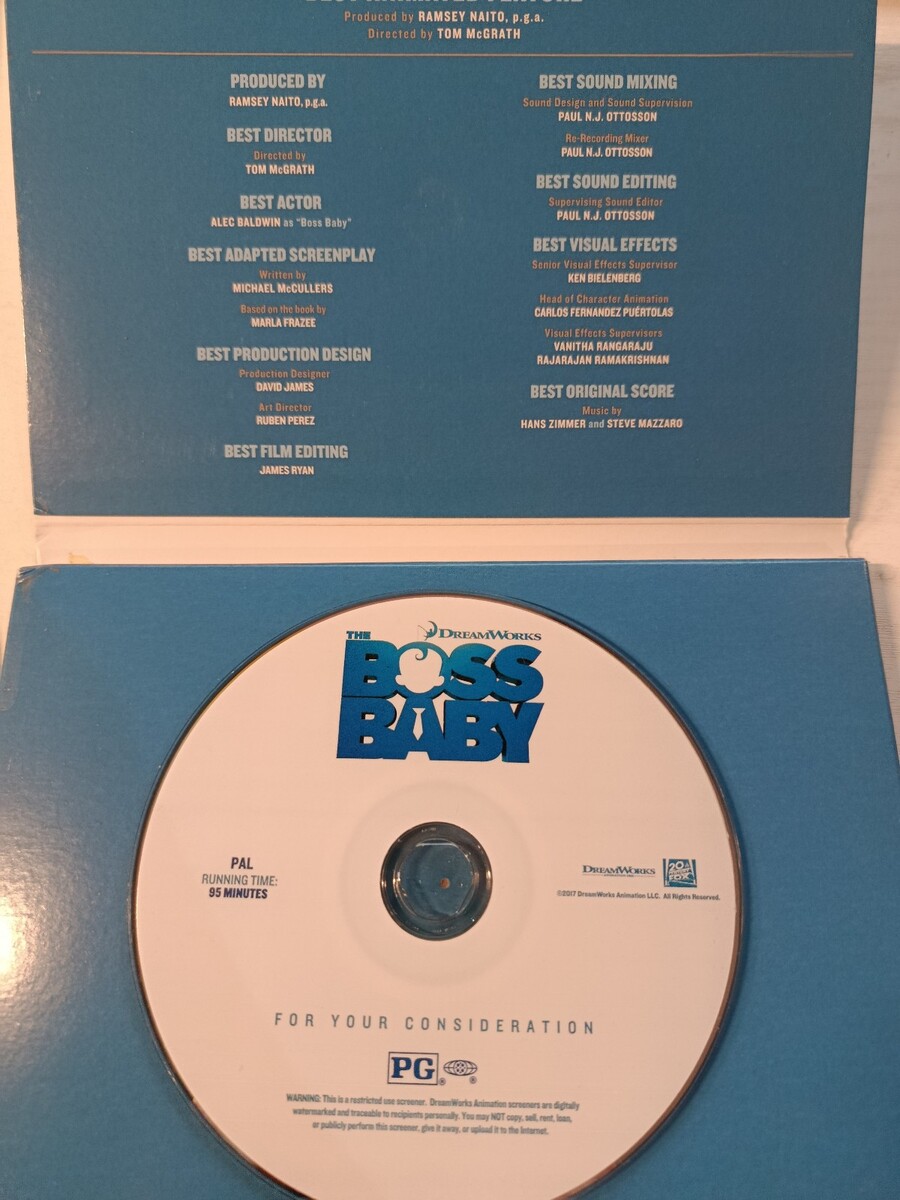 BEST ANIMATED FEATURE
Produced by RAMSEY NAITO, p.g.a.
Directed by TOM McGRATH
PRODUCED BY
RAMSEY NAITO, p.g.a.
BEST DIRECTOR
Directed by
TOM McGRATH
BEST ACTOR
ALEC BALDWIN as "Boss Baby"
BEST ADAPTED SCREENPLAY
Written by
MICHAEL McCULLERS
Based on the book by
MARLA FRAZEE
BEST PRODUCTION DESIGN
Production Designer
DAVID JAMES
Art Director
RUBEN PEREZ
BEST FILM EDITING
JAMES RYAN
BEST SOUND MIXING
Sound Design and Sound Supervision
PAUL N.J. OTTOSSON
Re-Recording Mixer
PAUL N.J. OTTOSSON
BEST SOUND EDITING
Supervising Sound Editor
PAUL N.J. OTTOSSON
BEST VISUAL EFFECTS
Senior Visual Effects Supervisor
KEN BIELENBERG
Head of Character Animation
CARLOS FERNANDEZ PUÉRTOLAS
Visual Effects Supervisors
VANITHA RANGARAJU
RAJARAJAN RAMAKRISHNAN
BEST ORIGINAL SCORE
Music by
HANS ZIMMER and STEVE MAZZARO
DREAMWORKS
THE
BOSS
BABY
PAL
RUNNING TIME:
95 MINUTES
DREAMWORKS
20th
FOX
©2017 DreamWorks Animation LLC. All Rights Reserved.
FOR YOUR CONSIDERATION
PG
WARNING: This is a restricted use screener. DreamWorks Animation screeners are digitally
watermarked and traceable to recipients personally. You may NOT copy, sell, rent, loan,
or publicly perform this screener, give it away, or upload it to the Internet.